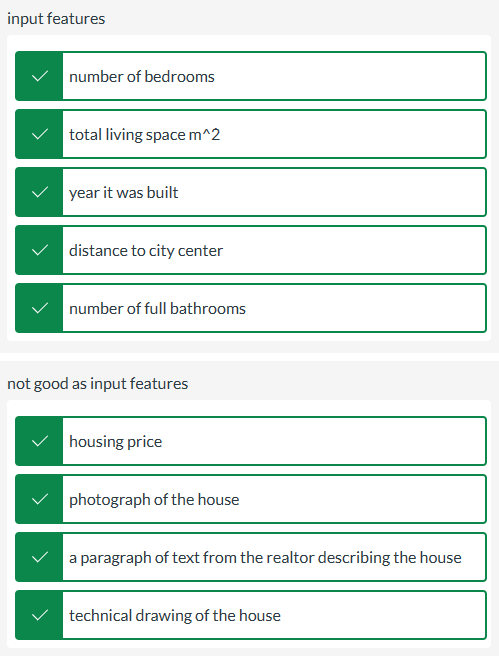 input features
number of bedrooms
total living space m^2
year it was built
distance to city center
number of full bathrooms
not good as input features
housing price
photograph of the house
a paragraph of text from the realtor describing the house
technical drawing of the house